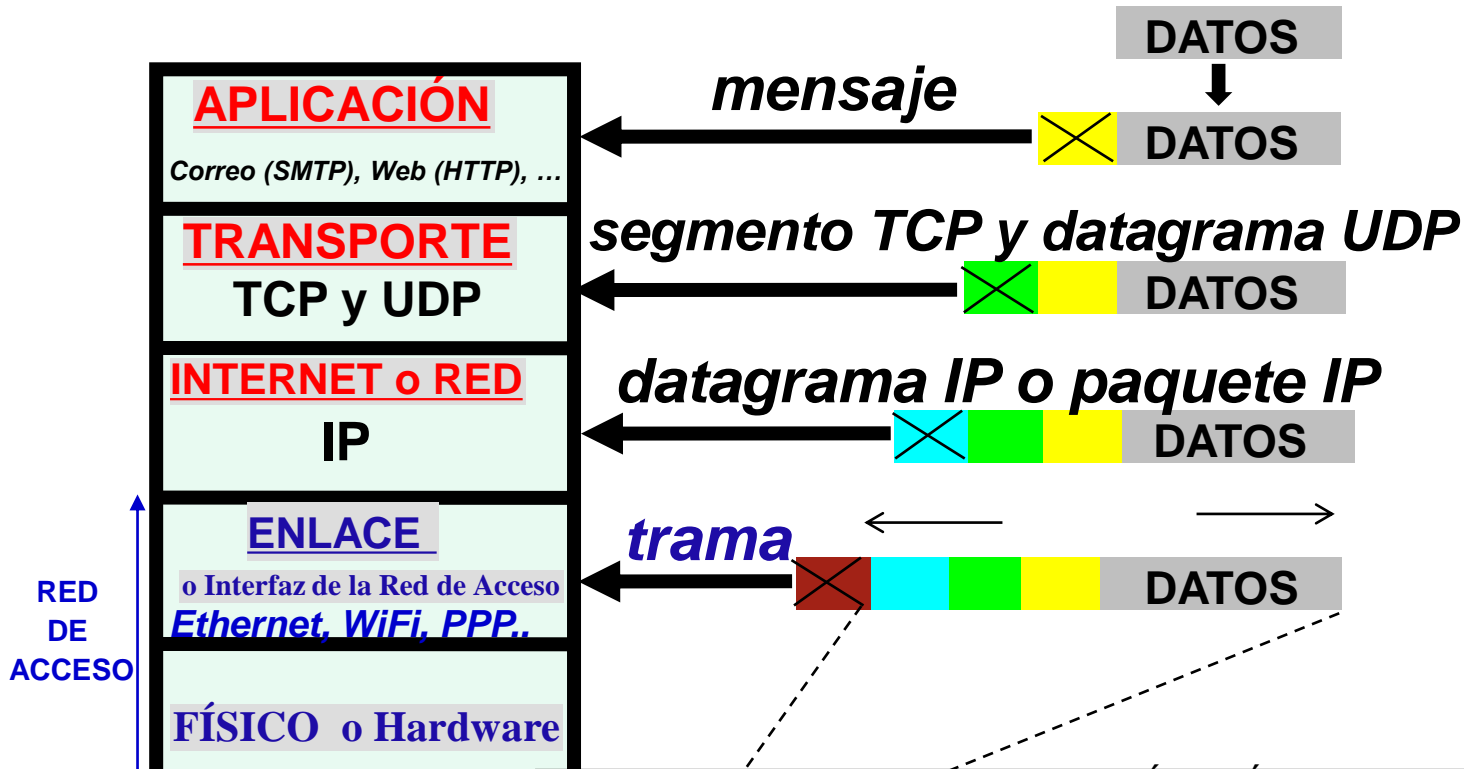 DATOS
APLICACIÓN
mensaje
DATOS
Correo (SMTP), Web (HTTP), …
TRANSPORTE
segmento TCP y datagrama UDP
TCP y UDP
DATOS
INTERNET o RED
datagrama IP o paquete IP
IP
DATOS
ENLACE
trama
o Interfaz de la Red de Acceso
DATOS
Ethernet, WiFi, PPP..
RED
DE
ACCESO
FÍSICO o Hardware